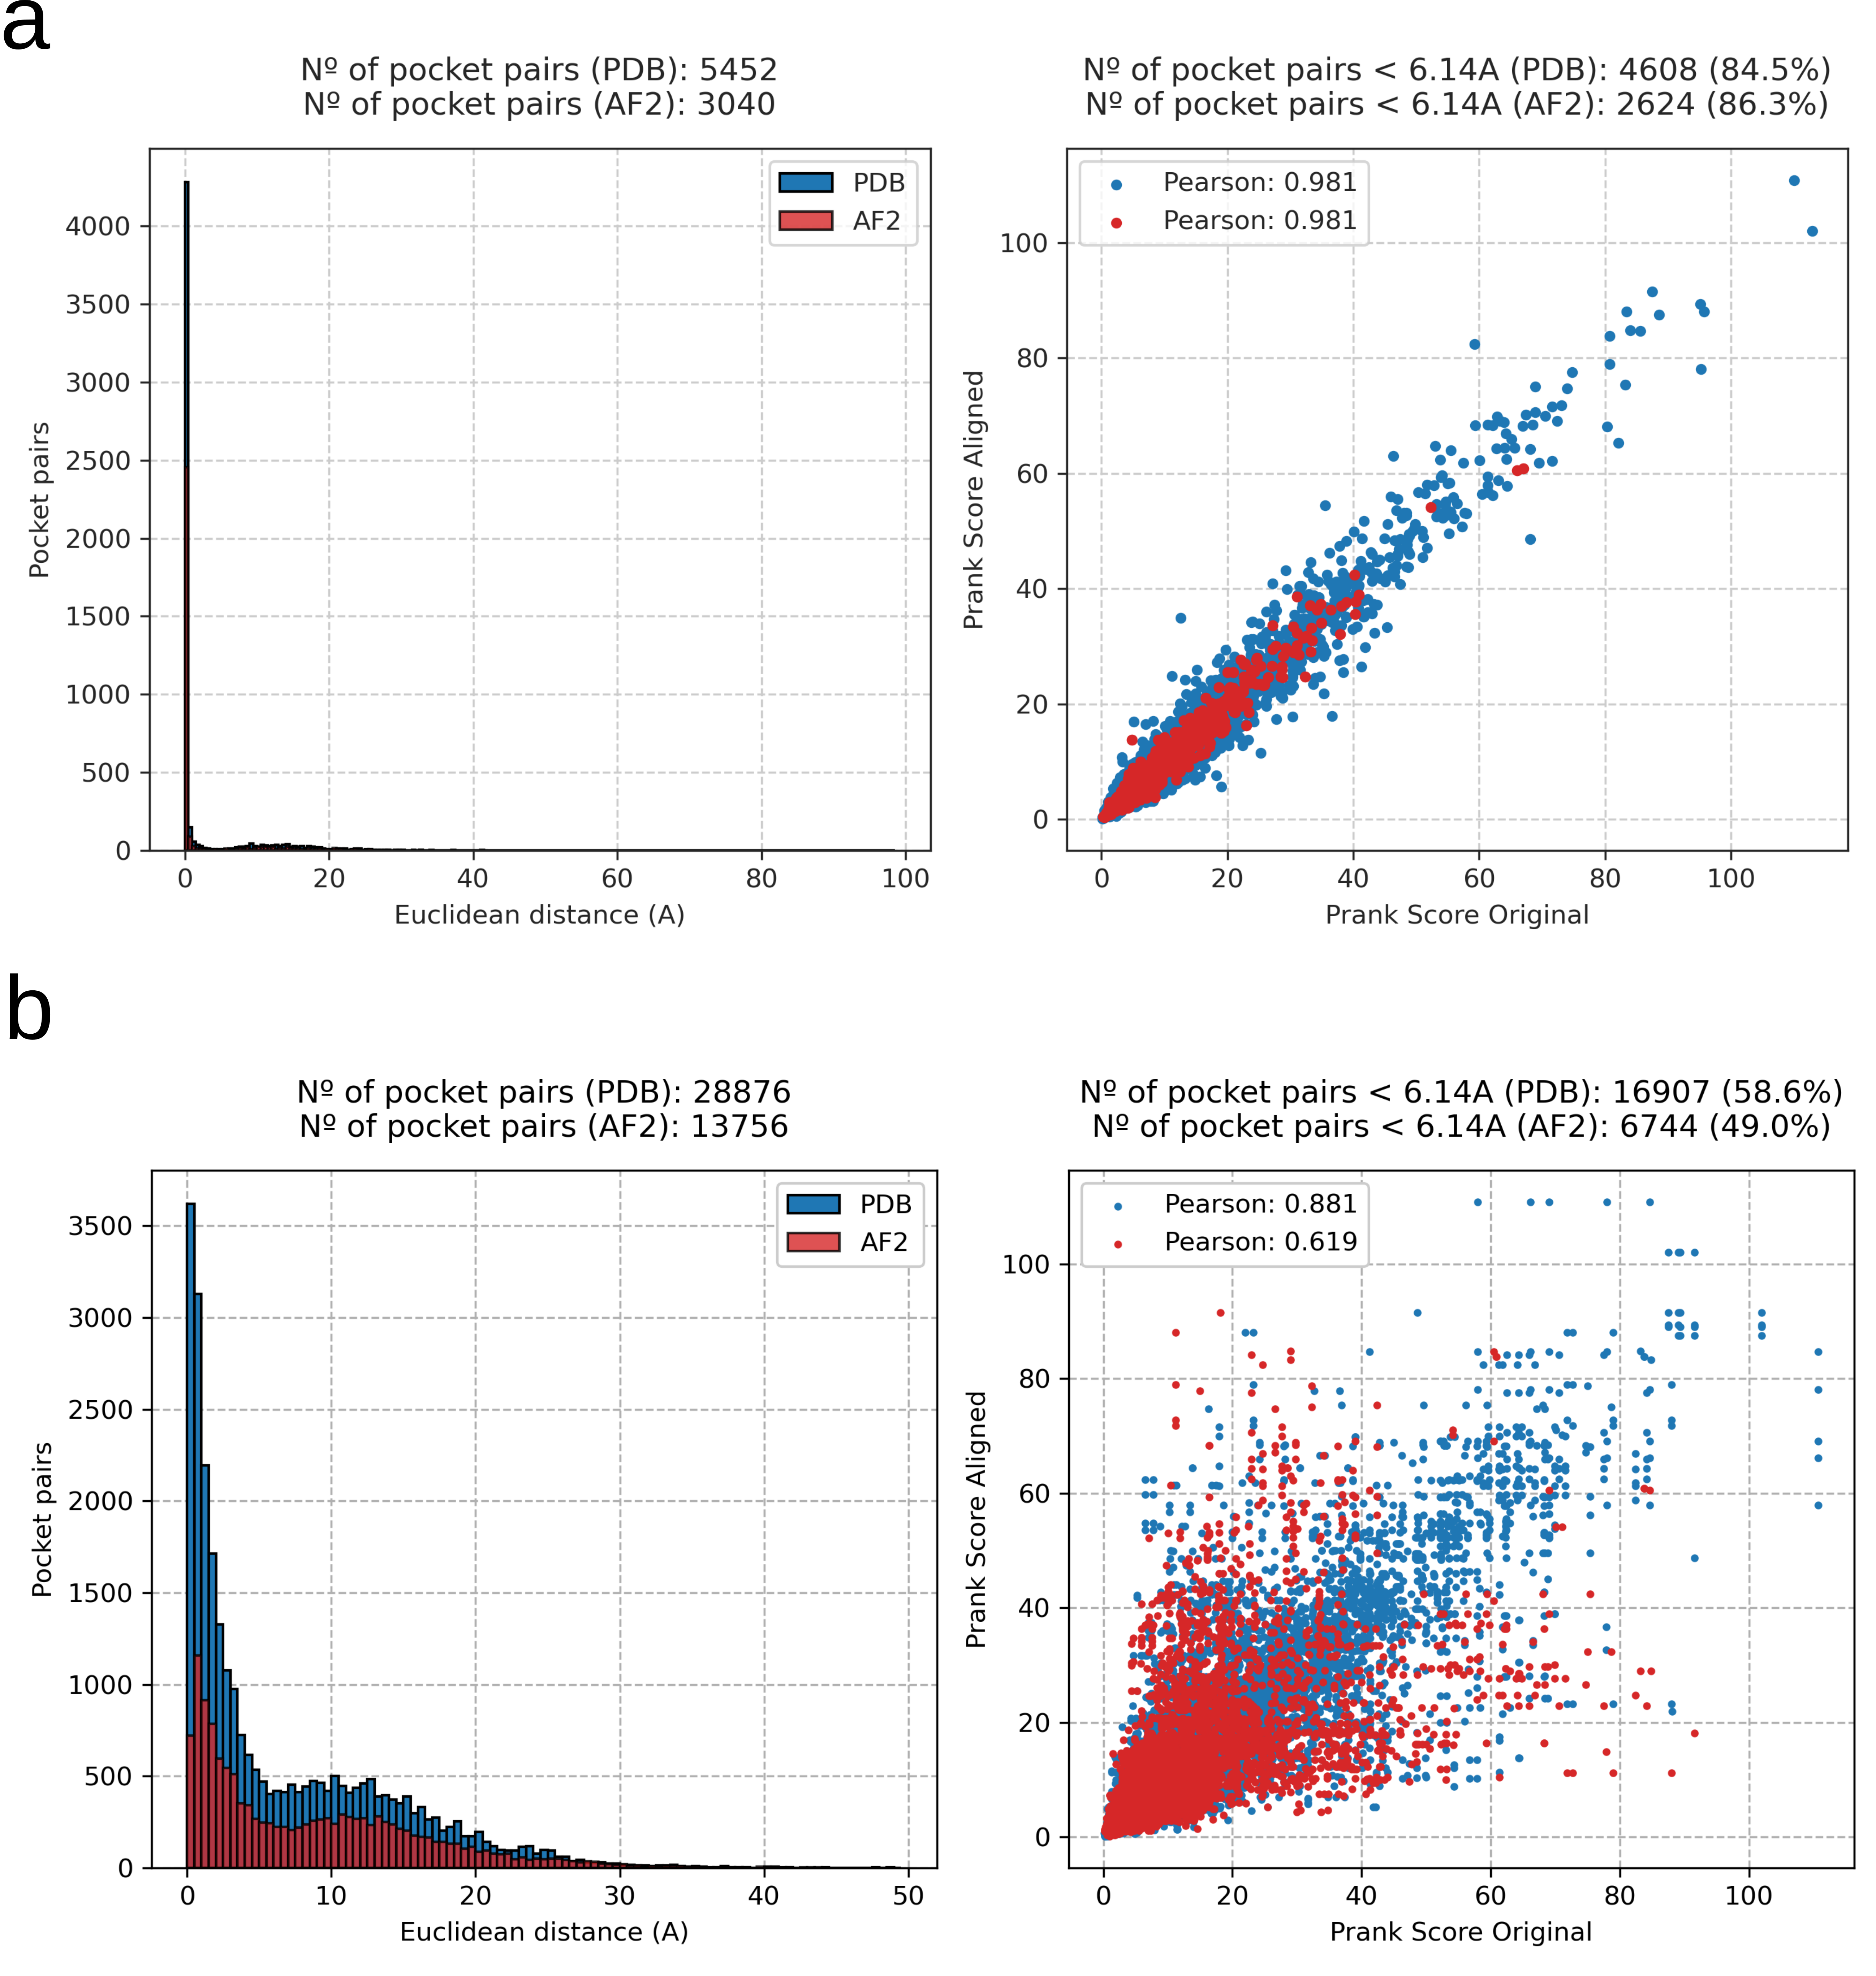 a
Nº of pocket pairs (PDB): 5452
Nº of pocket pairs (AF2): 3040
PDB
AF2
4000
3500
3000
2500
2000
1500
1000
500
0
Pocket pairs
0 20 40 60 80 100
Euclidean distance (A)
Nº of pocket pairs < 6.14A (PDB): 4608 (84.5%)
Nº of pocket pairs < 6.14A (AF2): 2624 (86.3%)
Pearson: 0.981
Pearson: 0.981
100
80
60
40
20
0
Prank Score Aligned
0 20 40 60 80 100
Prank Score Original
b
Nº of pocket pairs (PDB): 28876
Nº of pocket pairs (AF2): 13756
PDB
AF2
3500
3000
2500
2000
1500
1000
500
0
Pocket pairs
0 10 20 30 40 50
Euclidean distance (A)
Nº of pocket pairs < 6.14A (PDB): 16907 (58.6%)
Nº of pocket pairs < 6.14A (AF2): 6744 (49.0%)
Pearson: 0.881
Pearson: 0.619
100
80
60
40
20
0
Prank Score Aligned
0 20 40 60 80 100
Prank Score Original